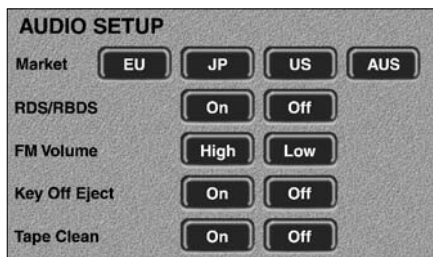 AUDIO SETUP
Market EU JP US AUS
RDS/RBDS On Off
FM Volume High Low
Key Off Eject On Off
Tape Clean On Off